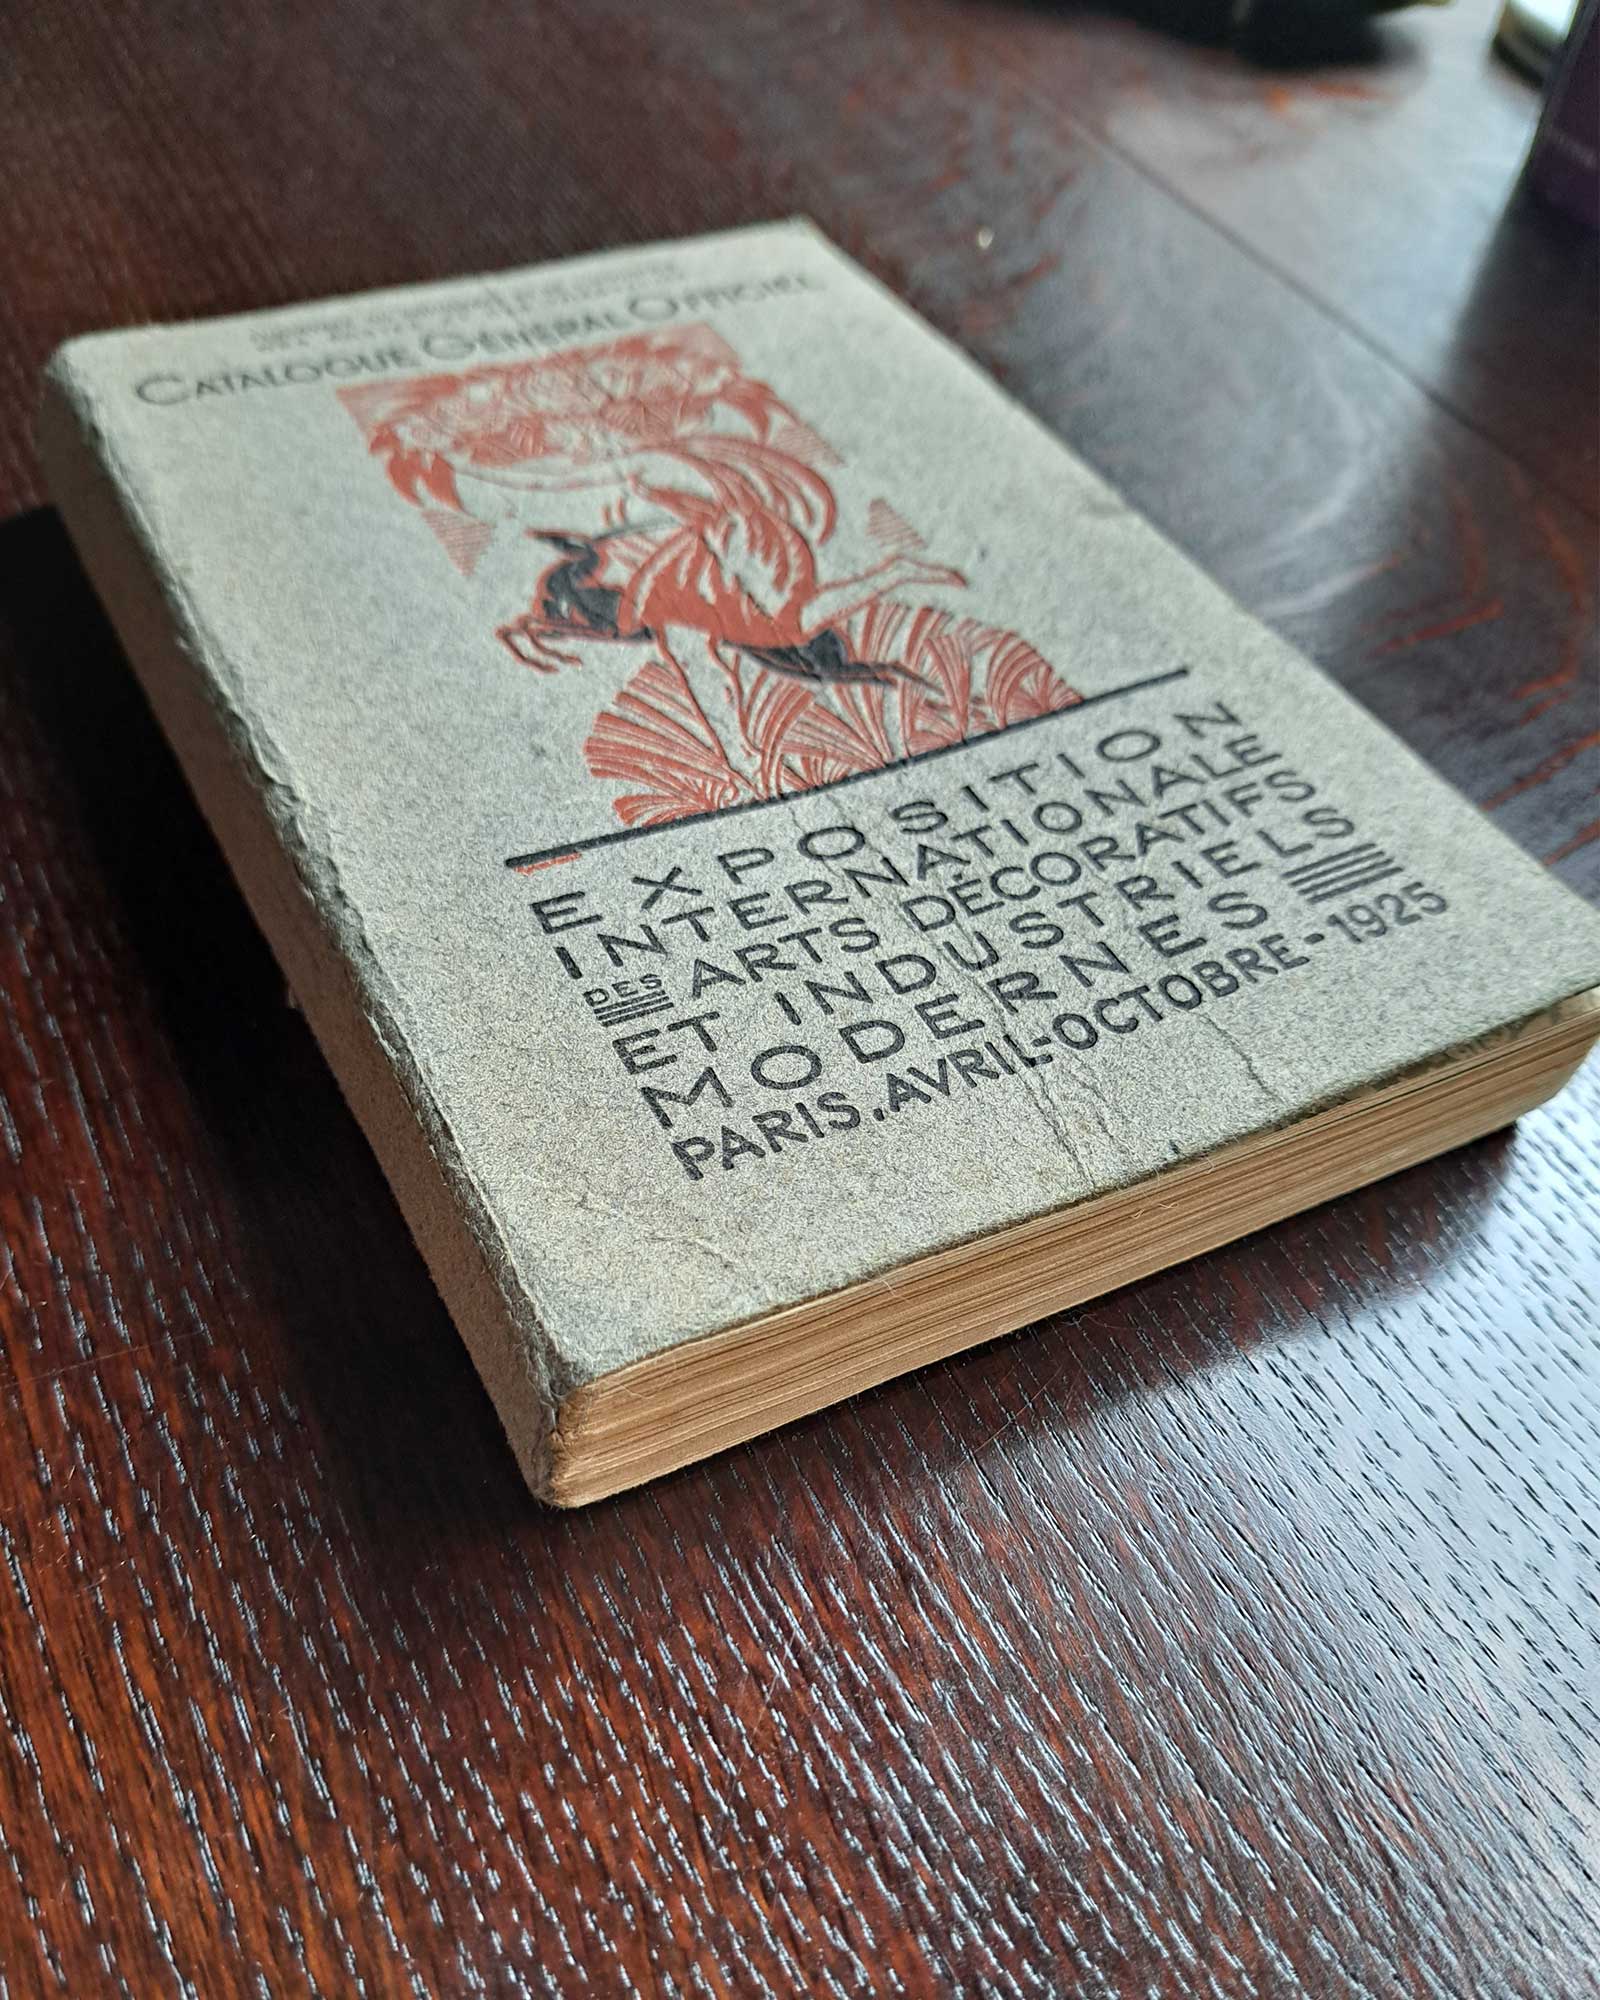 CATALOGUE GÉNÉRAL OFFICIEL
EXPOSITION
INTERNATIONALE
DES ARTS DÉCORATIFS
ET INDUSTRIELS
MODERNES
PARIS, AVRIL-OCTOBRE-1925